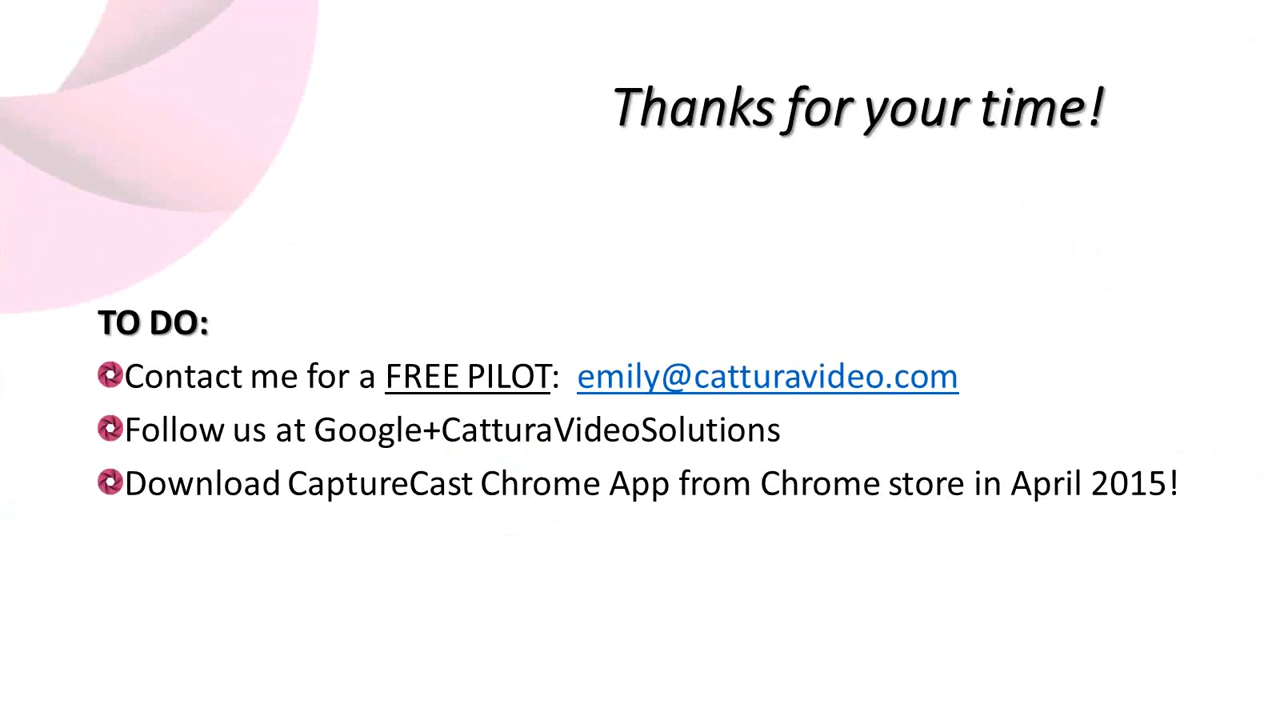 Thanks for your time!
TO DO:
Contact me for a FREE PILOT: emily@catturavideo.com
Follow us at Google+CatturaVideoSolutions
Download CaptureCast Chrome App from Chrome store in April 2015!